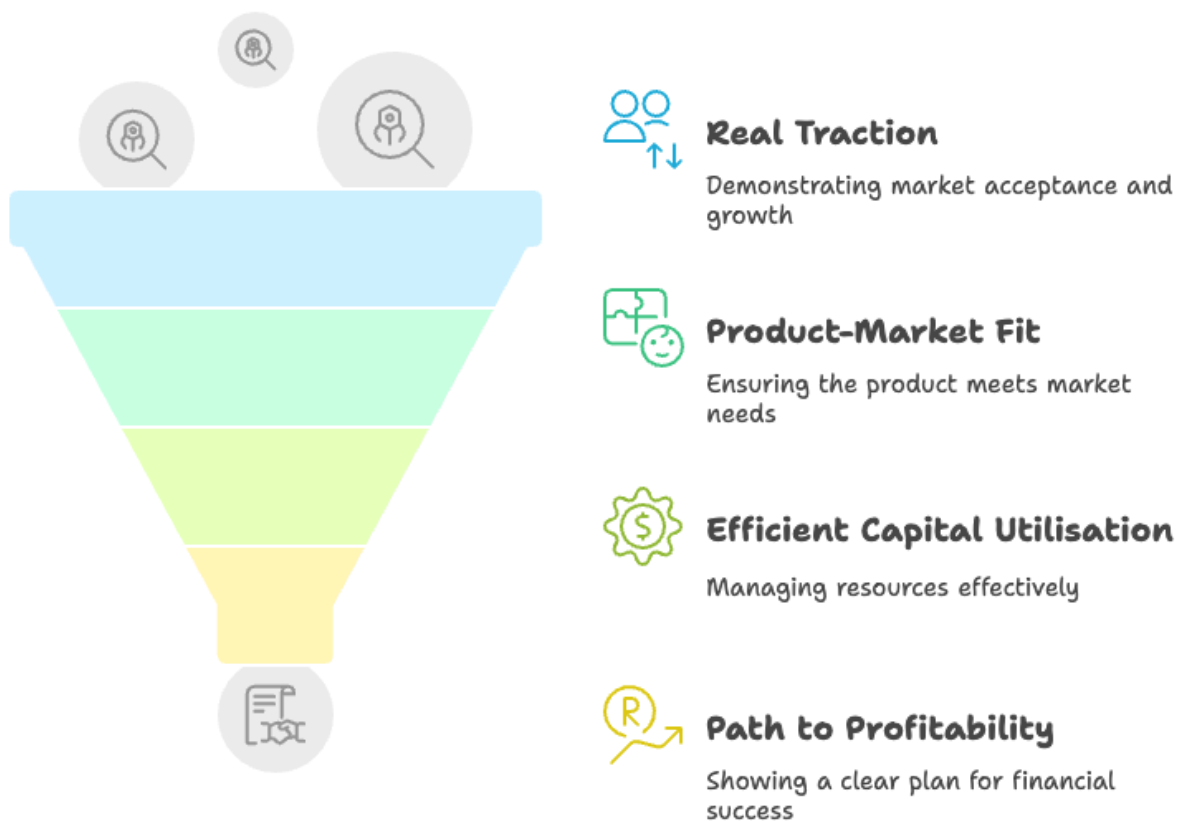 Real Traction
Demonstrating market acceptance and
growth
Product-Market Fit
Ensuring the product meets market
needs
$
Efficient Capital Utilisation
Managing resources effectively
R
Path to Profitability
Showing a clear plan for financial
success